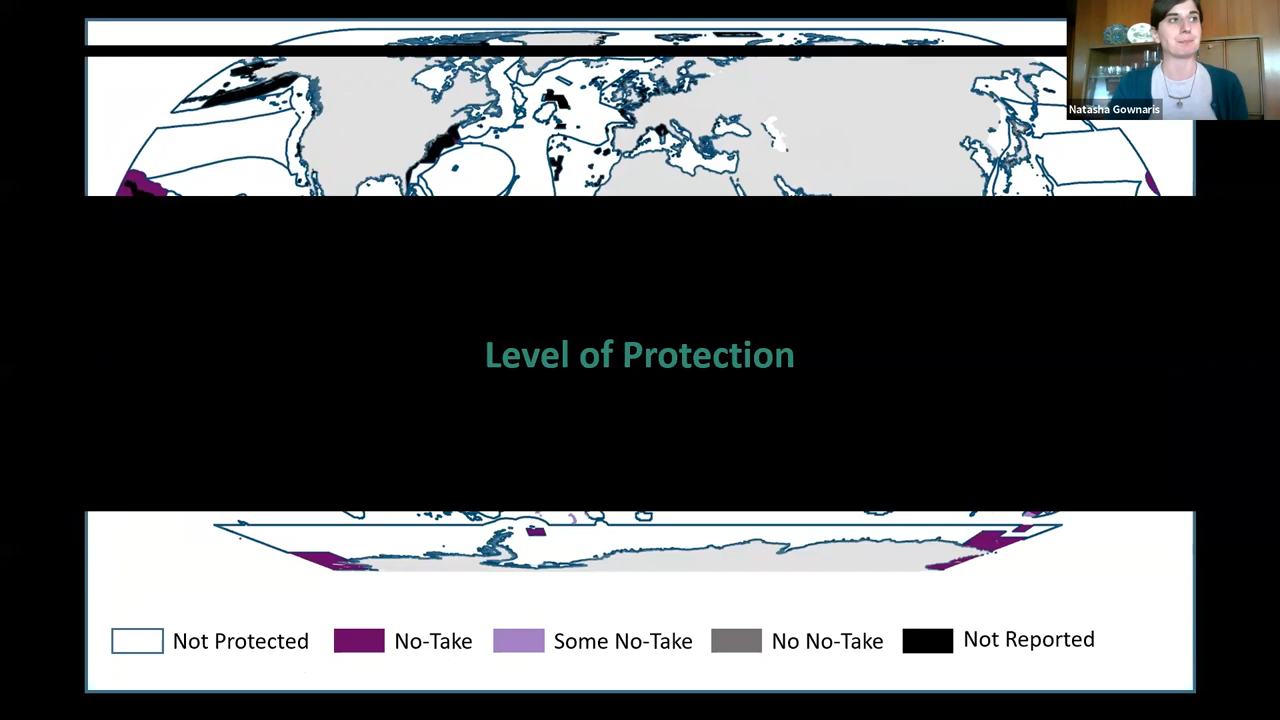 Natasha Gownaris
Level of Protection
Not Protected No-Take Some No-Take No No-Take Not Reported